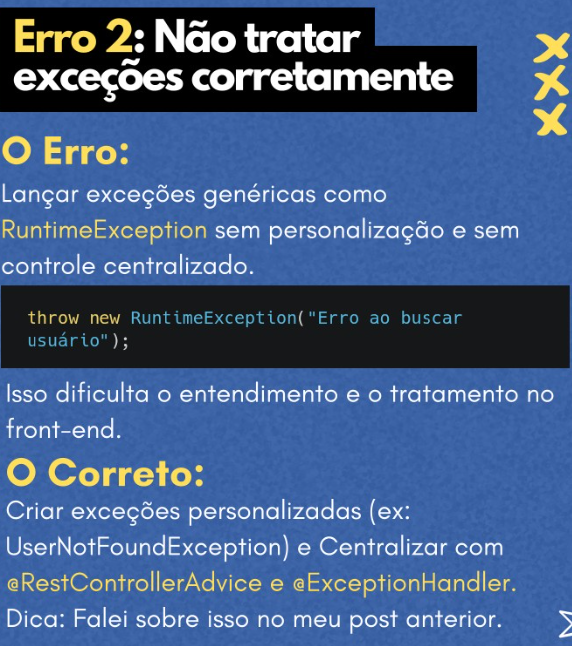 Erro 2: Não tratar
exceções corretamente
O Erro:
Lançar exceções genéricas como
RuntimeException sem personalização e sem
controle centralizado.
throw new RuntimeException("Erro ao buscar
usuário");
Isso dificulta o entendimento e o tratamento no
front-end.
O Correto:
Criar exceções personalizadas (ex:
UserNotFoundException) e Centralizar com
@RestControllerAdvice e @ExceptionHandler.
Dica: Falei sobre isso no meu post anterior.